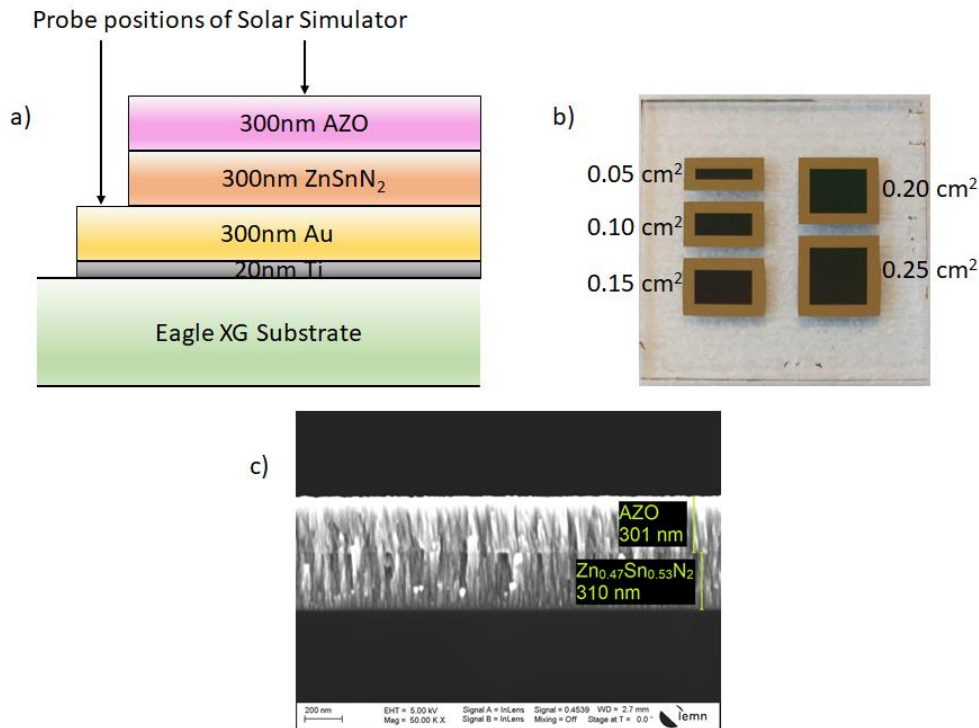 Probe positions of Solar Simulator
a)
300nm AZO
300nm ZnSnN₂
300nm Au
20nm Ti
Eagle XG Substrate
b)
0.05 cm²
0.10 cm²
0.15 cm²
0.20 cm²
0.25 cm²
c)
AZO
301 nm
Zn₀.₄₇Sn₀.₅₃N₂
310 nm
200 nm
EHT = 5.00 kV
Mag = 50.00 K X
Signal A = InLens
Signal B = InLens
Signal = 0.4539
Mixing = Off
WD = 2.7 mm
Stage at T = 0.0 °
iemn